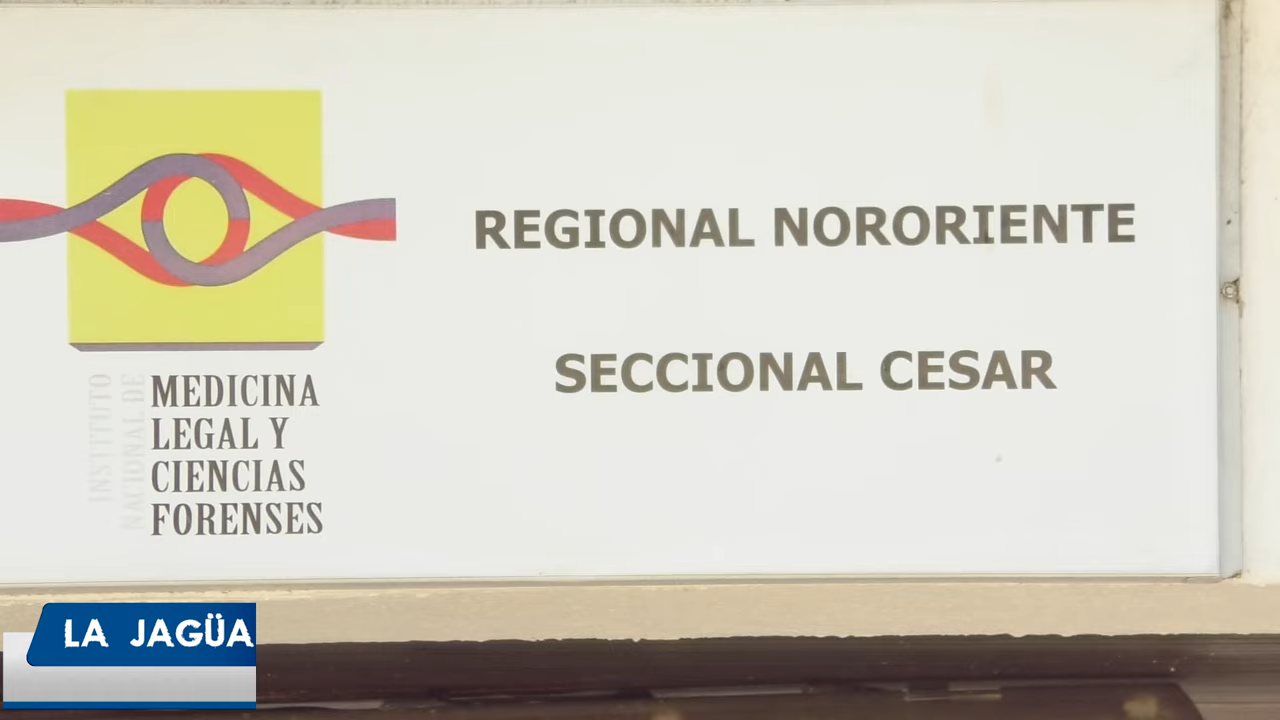 REGIONAL NORORIENTE
SECCIONAL CESAR
INSTITUTO
NACIONAL DE
MEDICINA
LEGAL Y
CIENCIAS
FORENSES
LA JAGÜA